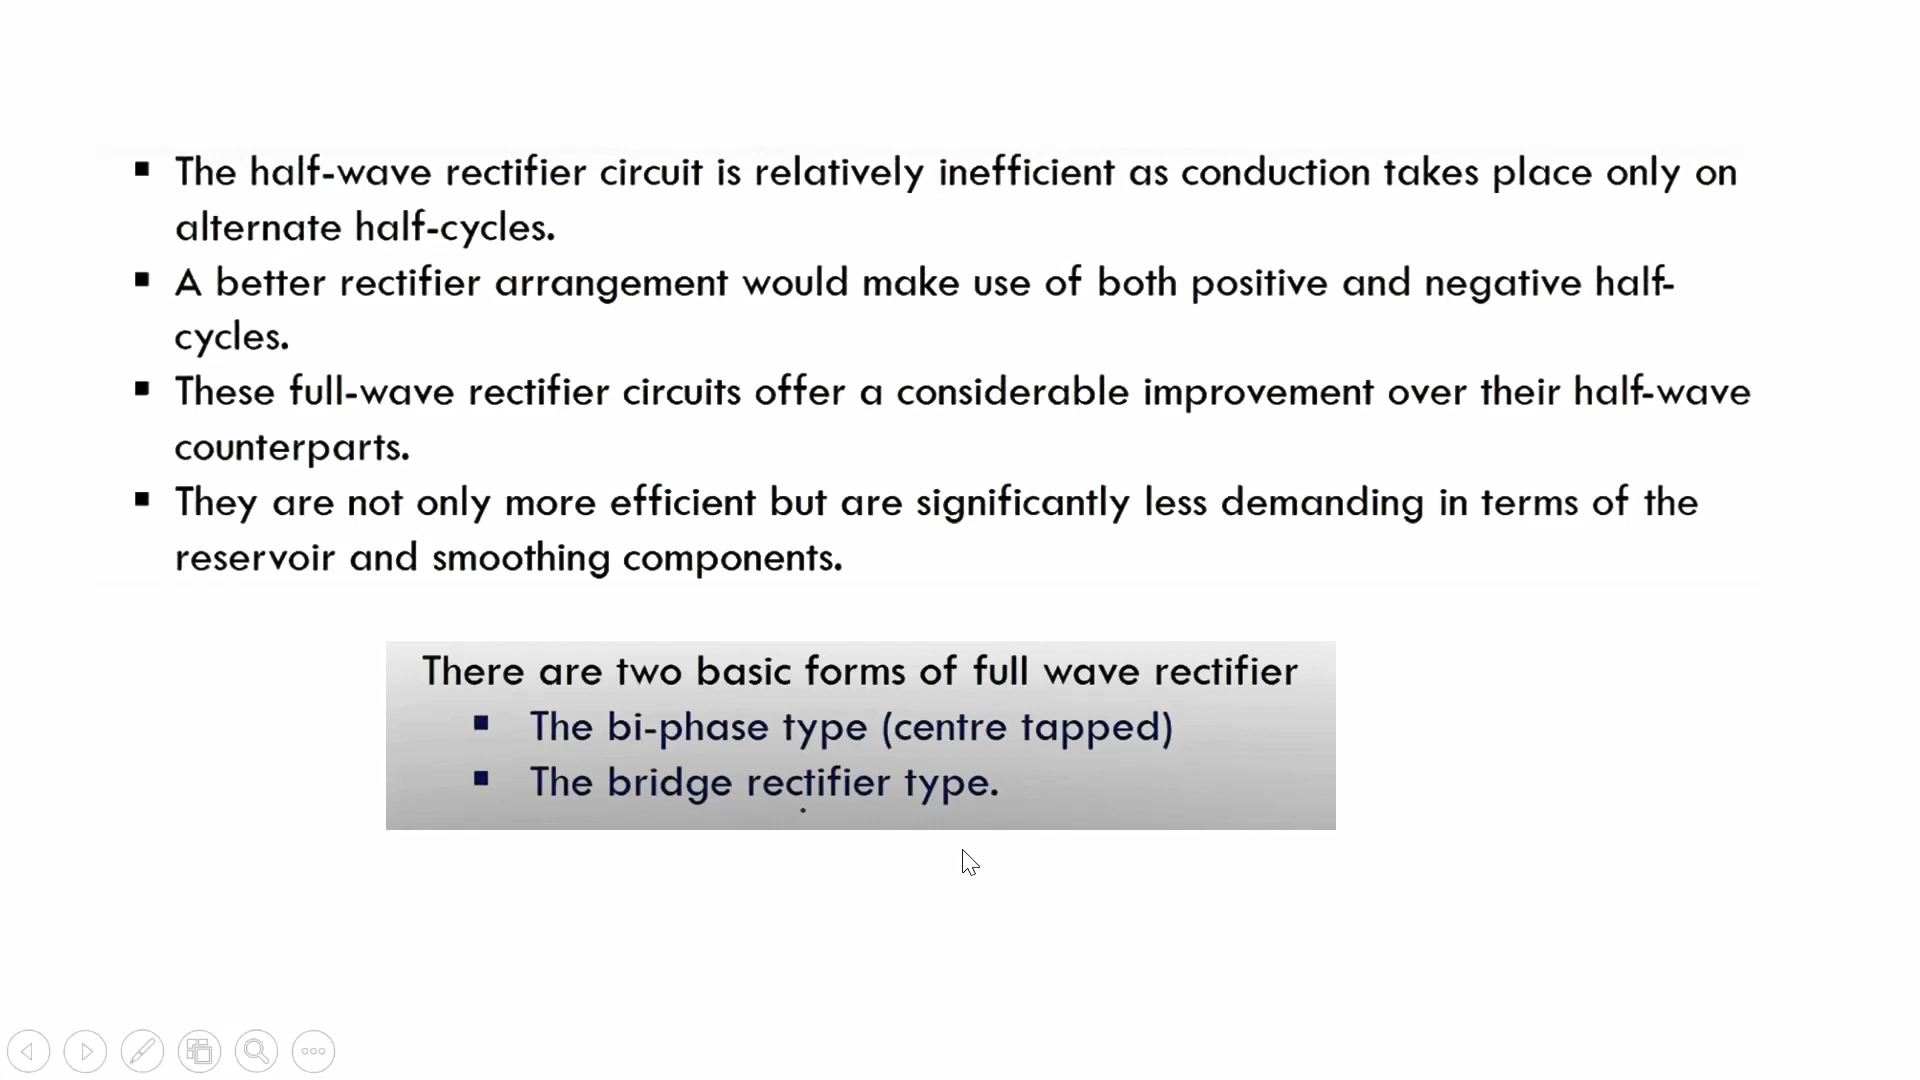 ▪ The half-wave rectifier circuit is relatively inefficient as conduction takes place only on
alternate half-cycles.
▪ A better rectifier arrangement would make use of both positive and negative half-
cycles.
▪ These full-wave rectifier circuits offer a considerable improvement over their half-wave
counterparts.
▪ They are not only more efficient but are significantly less demanding in terms of the
reservoir and smoothing components.
There are two basic forms of full wave rectifier
▪ The bi-phase type (centre tapped)
▪ The bridge rectifier type.